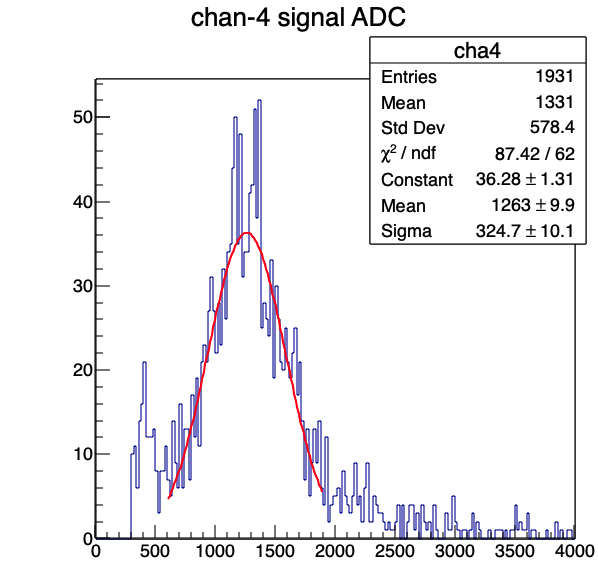 chan-4 signal ADC
cha4
Entries 1931
Mean 1331
Std Dev 578.4
χ² / ndf 87.42 / 62
Constant 36.28 ± 1.31
Mean 1263 ± 9.9
Sigma 324.7 ± 10.1
50
40
30
20
10
0
0 500 1000 1500 2000 2500 3000 3500 4000